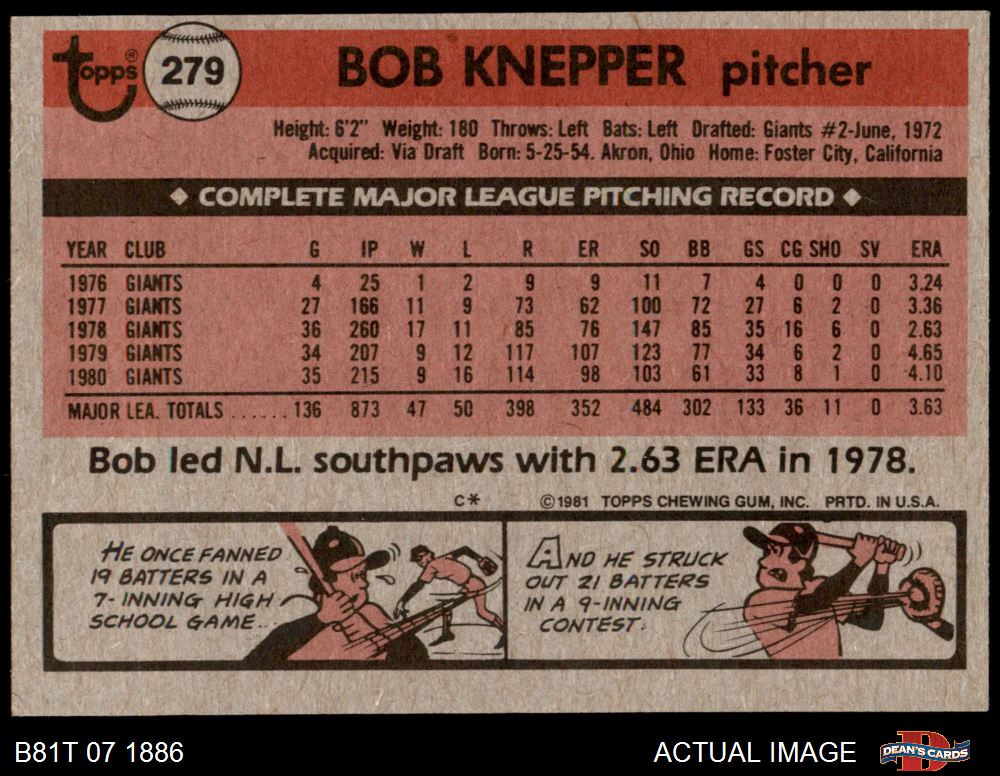 Topps® 279 BOB KNEPPER pitcher
Height: 6'2" Weight: 180 Throws: Left Bats: Left Drafted: Giants #2-June, 1972
Acquired: Via Draft Born: 5-25-54. Akron, Ohio Home: Foster City, California
◆ COMPLETE MAJOR LEAGUE PITCHING RECORD ◆
YEAR CLUB G IP W L R ER SO BB GS CG SHO SV ERA
1976 GIANTS 4 25 1 2 9 9 11 7 4 0 0 0 3.24
1977 GIANTS 27 166 11 9 73 62 100 72 27 6 2 0 3.36
1978 GIANTS 36 260 17 11 85 76 147 85 35 16 6 0 2.63
1979 GIANTS 34 207 9 12 117 107 123 77 34 6 2 0 4.65
1980 GIANTS 35 215 9 16 114 98 103 61 33 8 1 0 4.10
MAJOR LEA. TOTALS ...... 136 873 47 50 398 352 484 302 133 36 11 0 3.63
Bob led N.L. southpaws with 2.63 ERA in 1978.
C* ©1981 TOPPS CHEWING GUM, INC. PRTD. IN U.S.A.
HE ONCE FANNED
19 BATTERS IN A
7-INNING HIGH
SCHOOL GAME...
AND HE STRUCK
OUT 21 BATTERS
IN A 9-INNING
CONTEST.
B81T 07 1886 ACTUAL IMAGE DEAN'S CARDS